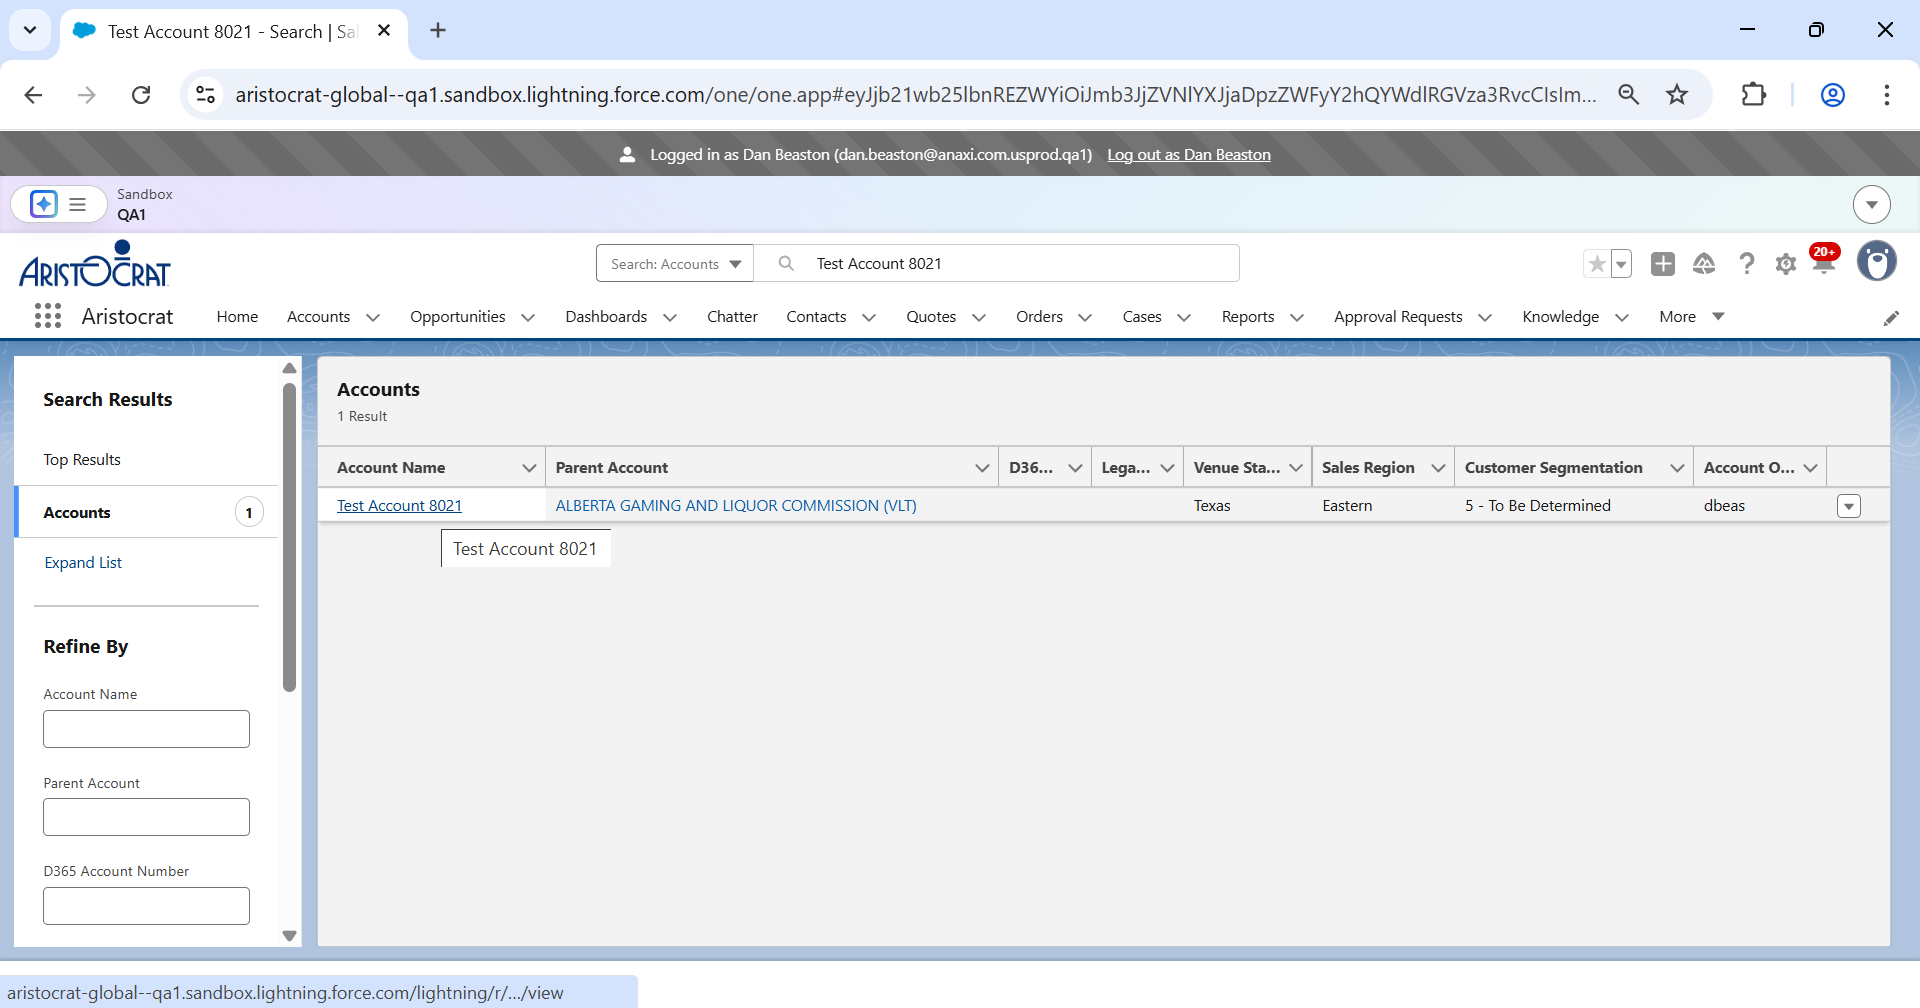 Test Account 8021 - Search | Sa
aristocrat-global--qa1.sandbox.lightning.force.com/one/one.app#eyJjb21wb25lbnREZWYiOiJmb3JjZVNlYXJjaDpzZWFyY2hQYWdlRGVza3RvcCIsIm...
Logged in as Dan Beaston (dan.beaston@anaxi.com.usprod.qa1) Log out as Dan Beaston
Sandbox
QA1
ARISTOCRAT
Search: Accounts Test Account 8021
20+
Aristocrat Home Accounts Opportunities Dashboards Chatter Contacts Quotes Orders Cases Reports Approval Requests Knowledge More
Search Results
Top Results
Accounts 1
Expand List
Refine By
Account Name
Parent Account
D365 Account Number
Accounts
1 Result
Account Name Parent Account D36... Lega... Venue Sta... Sales Region Customer Segmentation Account O...
Test Account 8021 ALBERTA GAMING AND LIQUOR COMMISSION (VLT) Texas Eastern 5 - To Be Determined dbeas
Test Account 8021
aristocrat-global--qa1.sandbox.lightning.force.com/lightning/r/.../view